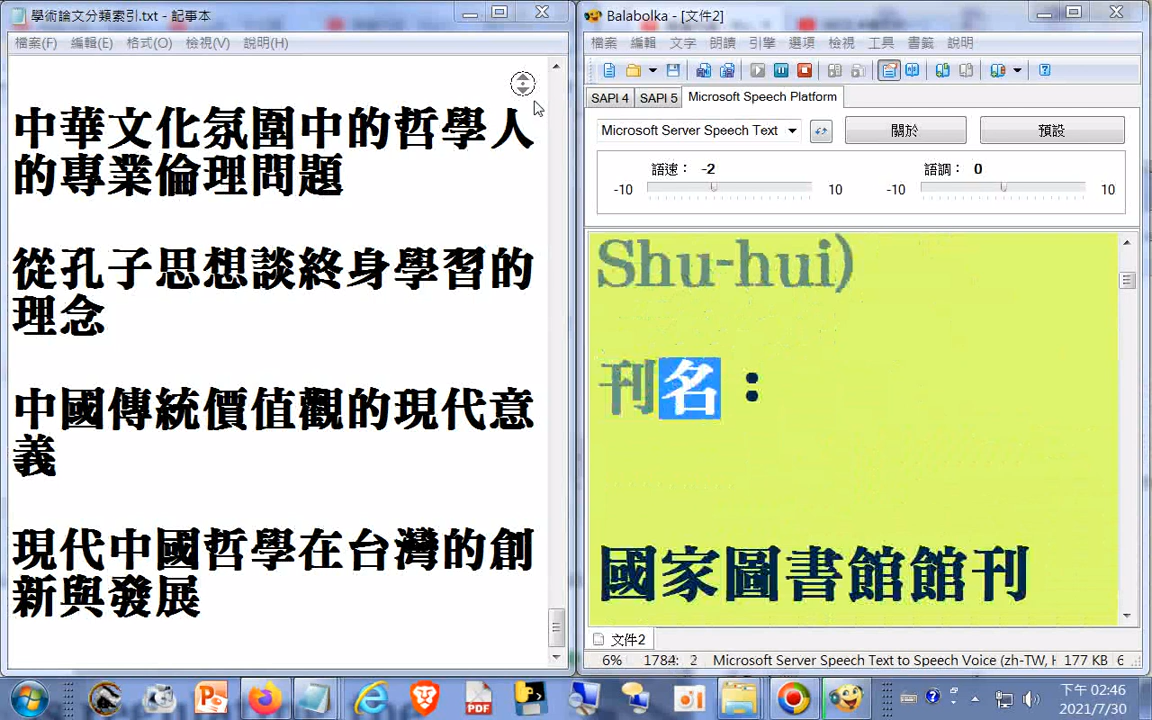 學術論文分類索引.txt - 記事本
檔案(F) 編輯(E) 格式(O) 檢視(V) 說明(H)
中華文化氛圍中的哲學人
的專業倫理問題
從孔子思想談終身學習的
理念
中國傳統價值觀的現代意
義
現代中國哲學在台灣的創
新與發展
Balabolka - [文件2]
檔案 編輯 文字 朗讀 引擎 選項 檢視 工具 書籤 說明
SAPI 4 SAPI 5 Microsoft Speech Platform
Microsoft Server Speech Text 關於 預設
語速： -2 語調： 0
-10 10 -10 10
Shu-hui)
刊名：
國家圖書館館刊
文件2
6% 1784: 2 Microsoft Server Speech Text to Speech Voice (zh-TW, H 177 KB 6
PDF
下午 02:46
2021/7/30